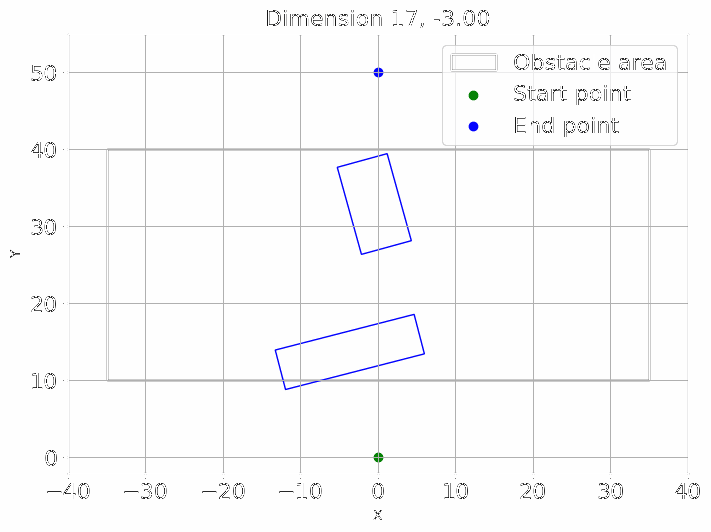 Dimension 17, -3.00
Obstac e area
Start point
End point
50
40
30
20
10
0
Y
−40 −30 −20 −10 0 10 20 30 40
X